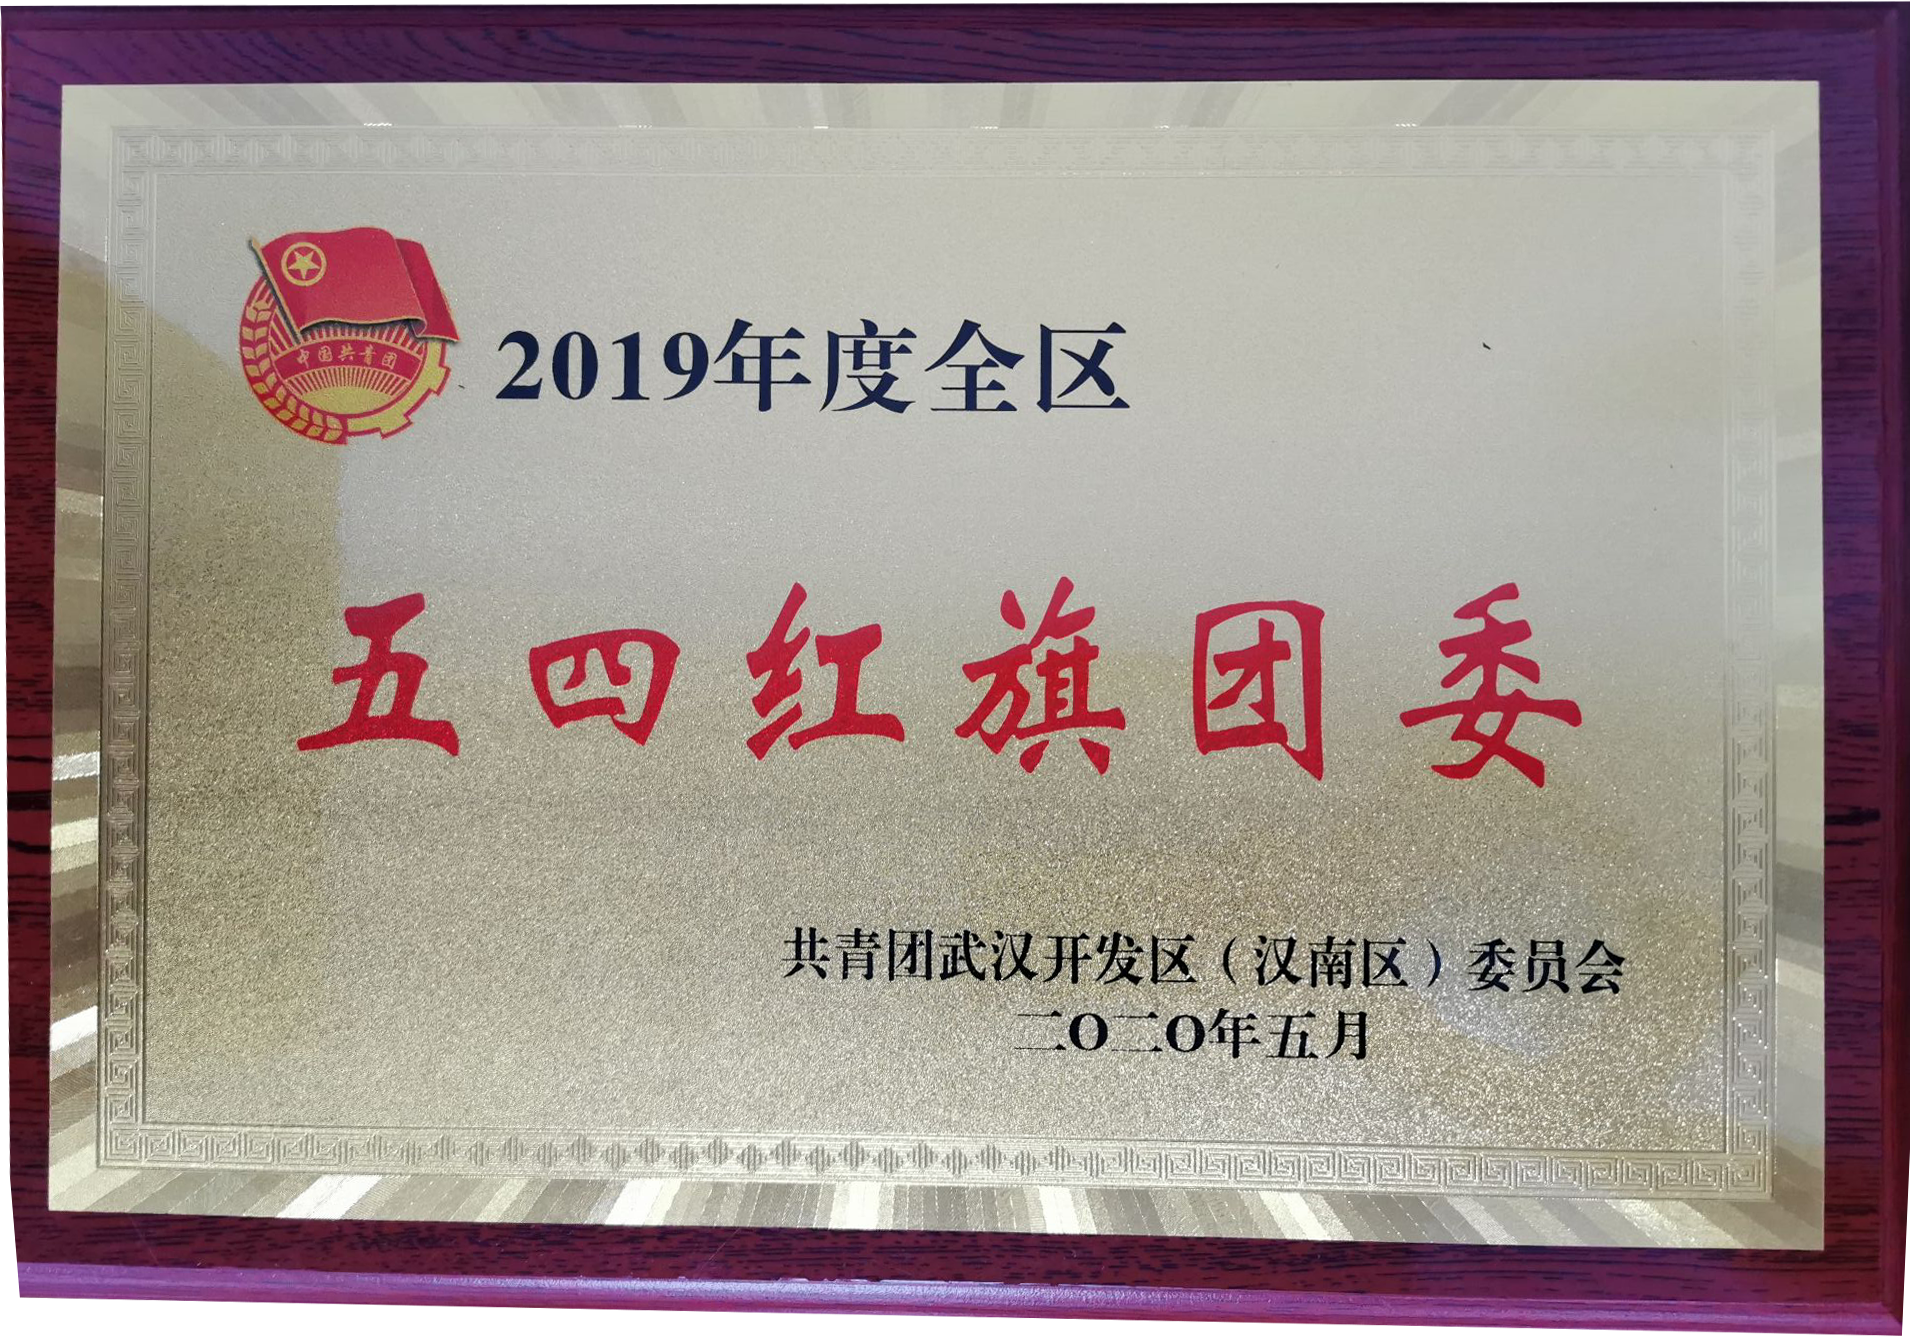 中国共青团
2019年度全区
五四红旗团委
共青团武汉开发区（汉南区）委员会
二〇二〇年五月